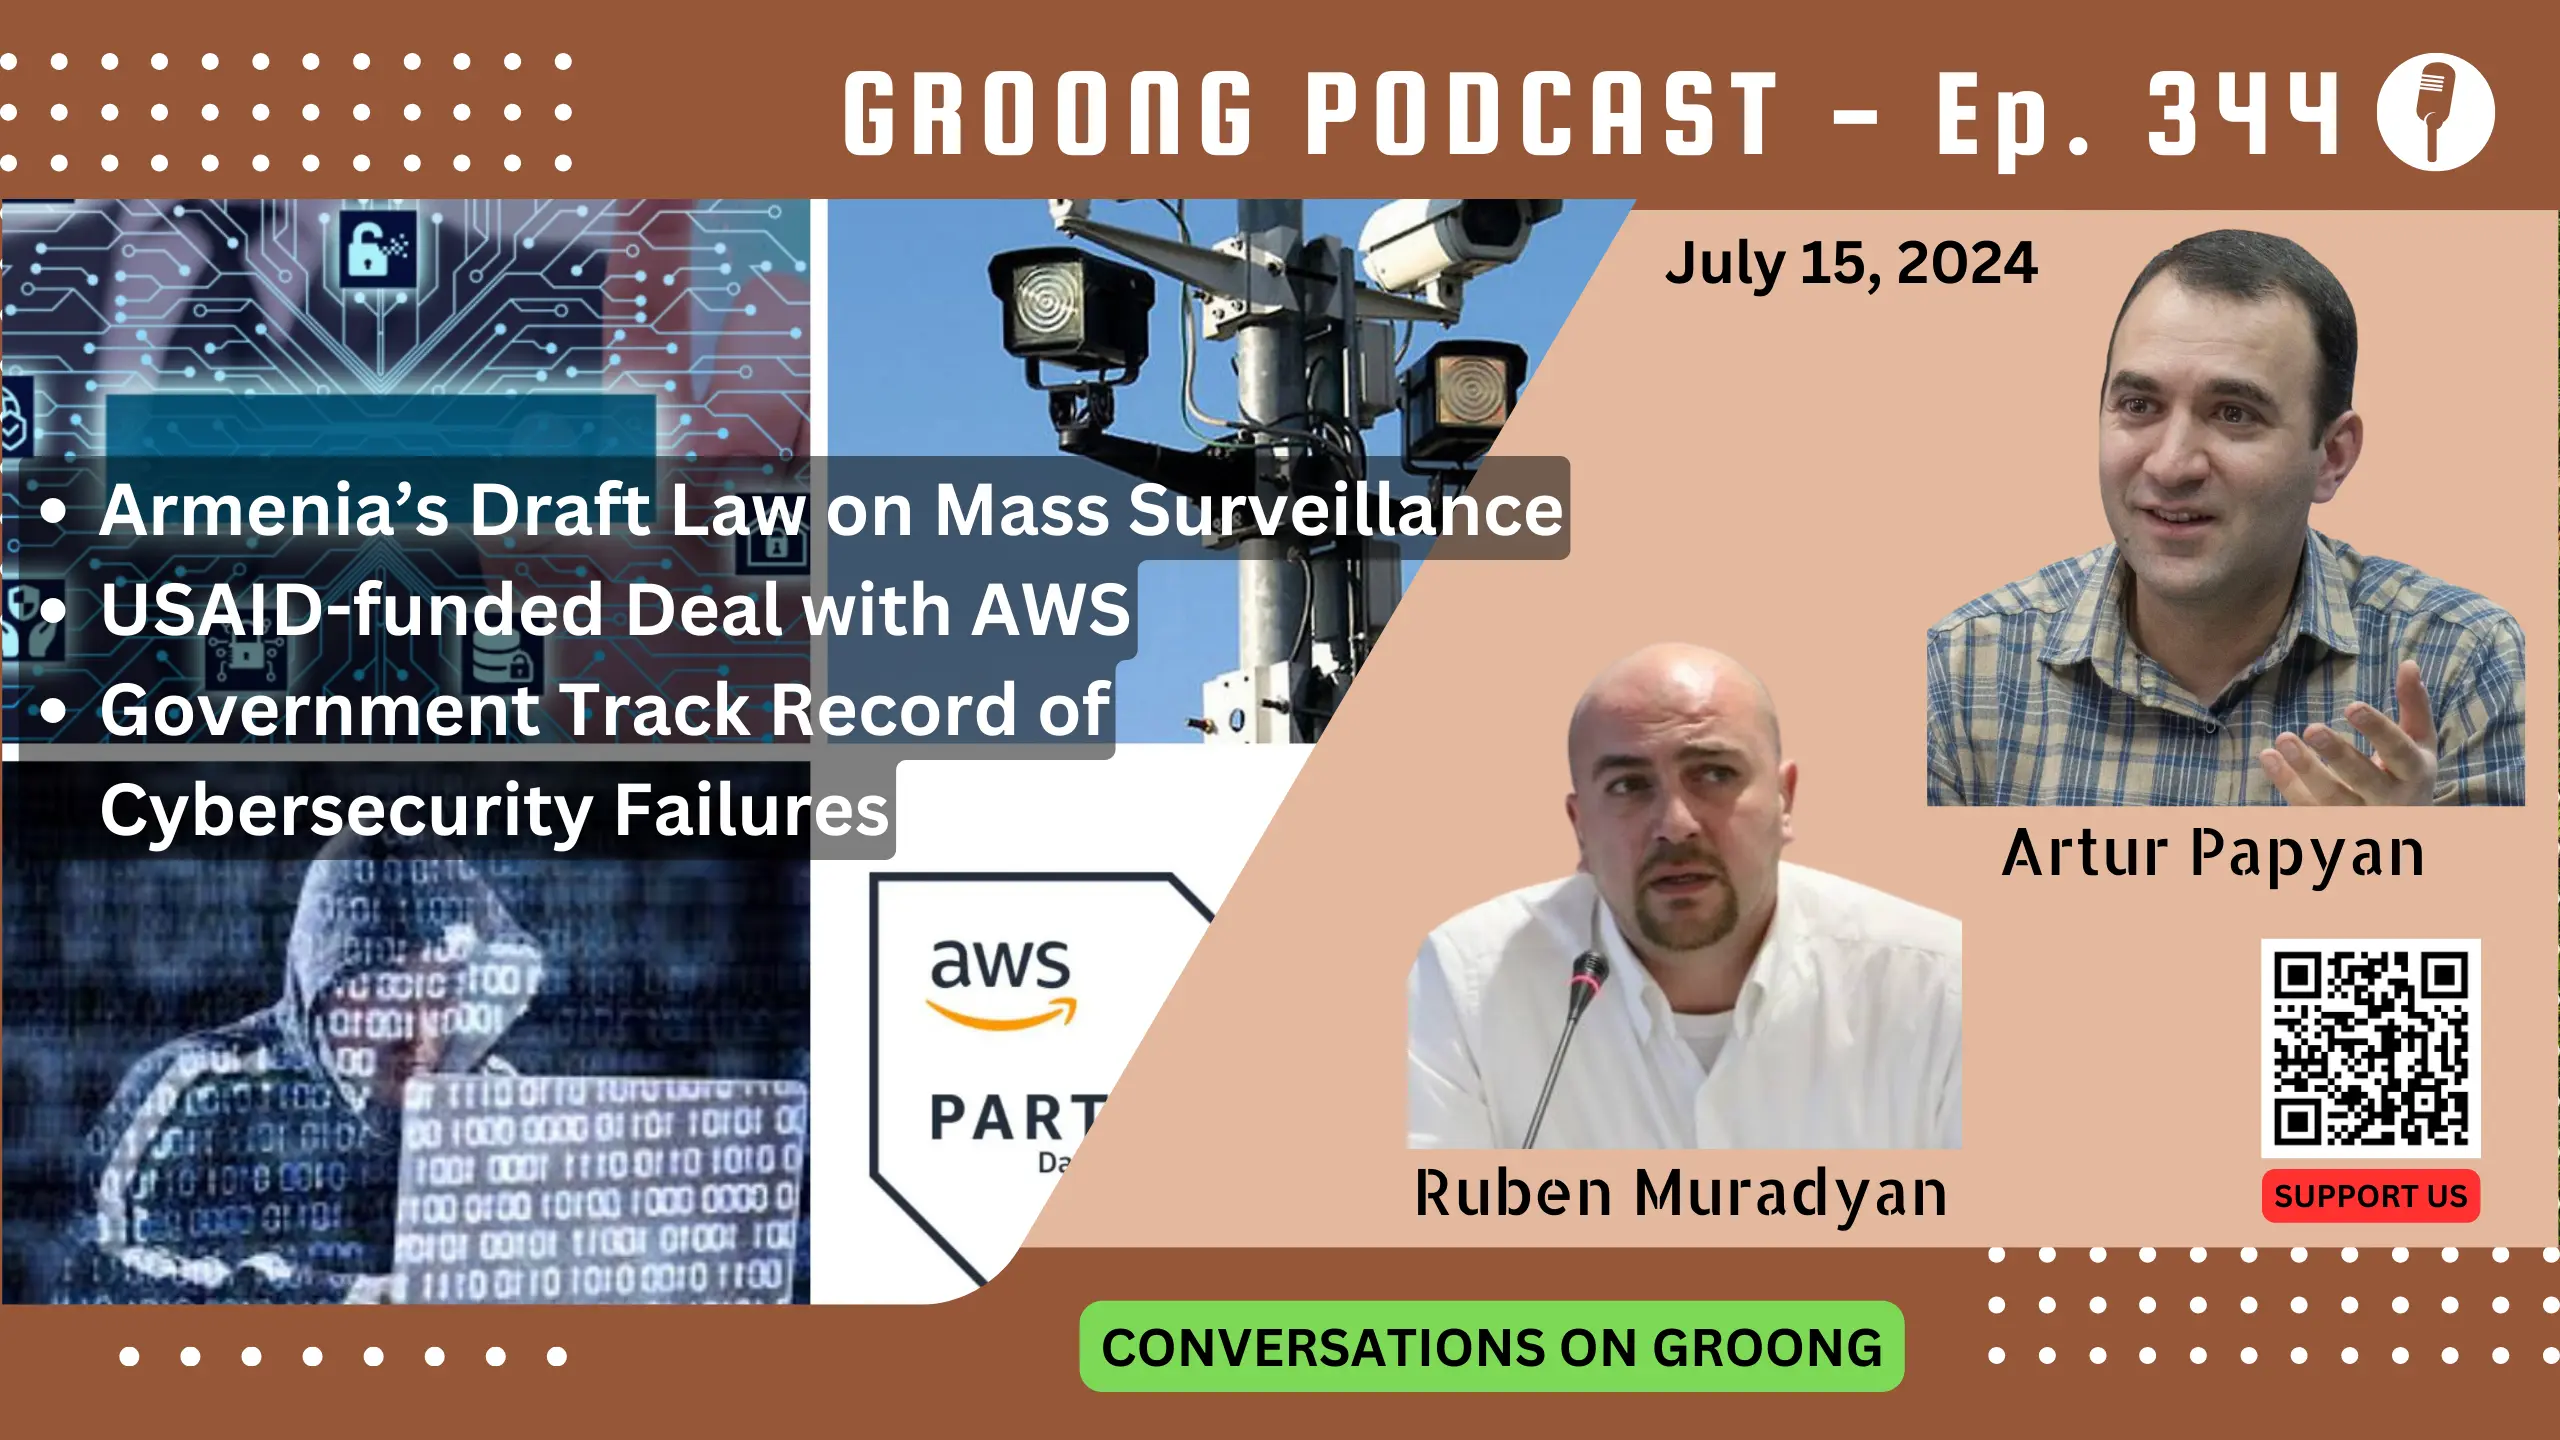 GROONG PODCAST – Ep. 344
July 15, 2024
• Armenia’s Draft Law on Mass Surveillance
• USAID-funded Deal with AWS
• Government Track Record of
Cybersecurity Failures
aws
PART
Da
Artur Papyan
Ruben Muradyan
SUPPORT US
CONVERSATIONS ON GROONG